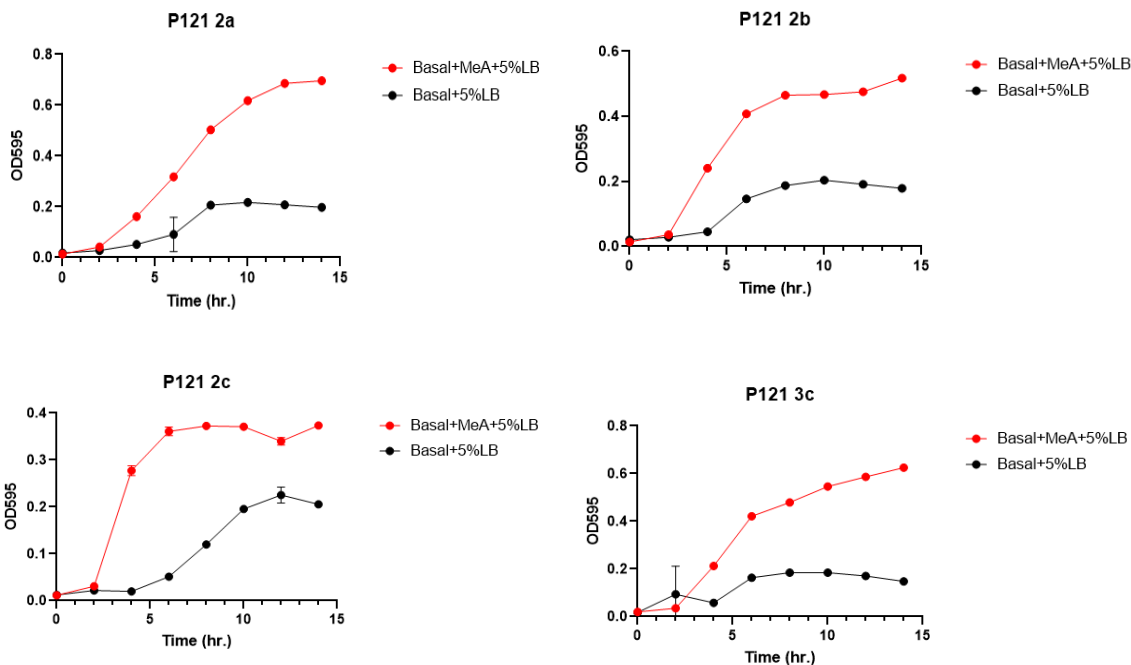 P121 2a
0.8
0.6
0.4
0.2
0.0
OD595
0 5 10 15
Time (hr.)
Basal+MeA+5%LB
Basal+5%LB
P121 2b
0.6
0.4
0.2
0.0
OD595
0 5 10 15
Time (hr.)
Basal+MeA+5%LB
Basal+5%LB
P121 2c
0.4
0.3
0.2
0.1
0.0
OD595
0 5 10 15
Time (hr.)
Basal+MeA+5%LB
Basal+5%LB
P121 3c
0.8
0.6
0.4
0.2
0.0
OD595
0 5 10 15
Time (hr.)
Basal+MeA+5%LB
Basal+5%LB